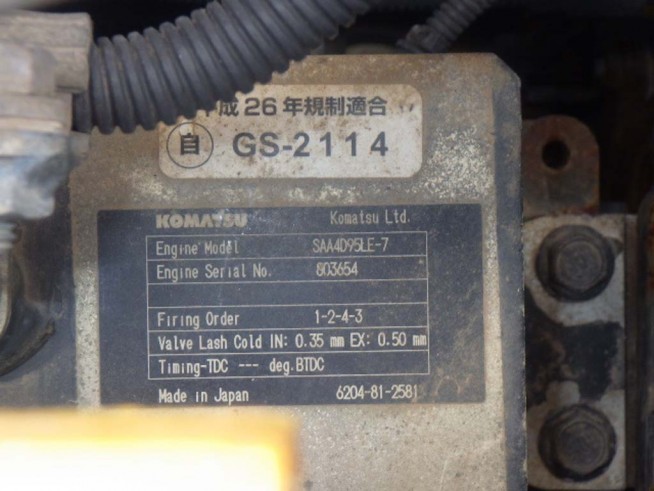 成26年規制適合
自 GS-2114
KOMATSU Komatsu Ltd.
Engine Model SAA4D95LE-7
Engine Serial No. 803654
Firing Order 1-2-4-3
Valve Lash Cold IN: 0.35 mm EX: 0.50 mm
Timing-TDC --- deg.BTDC
Made in Japan 6204-81-2581